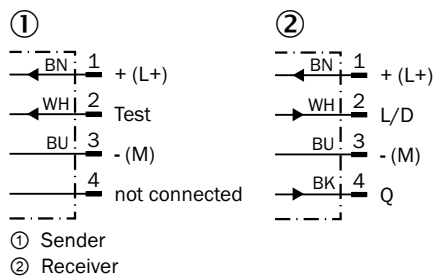 ① ②
BN 1 + (L+)
WH 2 Test
BU 3 - (M)
4 not connected
BN 1 + (L+)
WH 2 L/D
BU 3 - (M)
BK 4 Q
① Sender
② Receiver